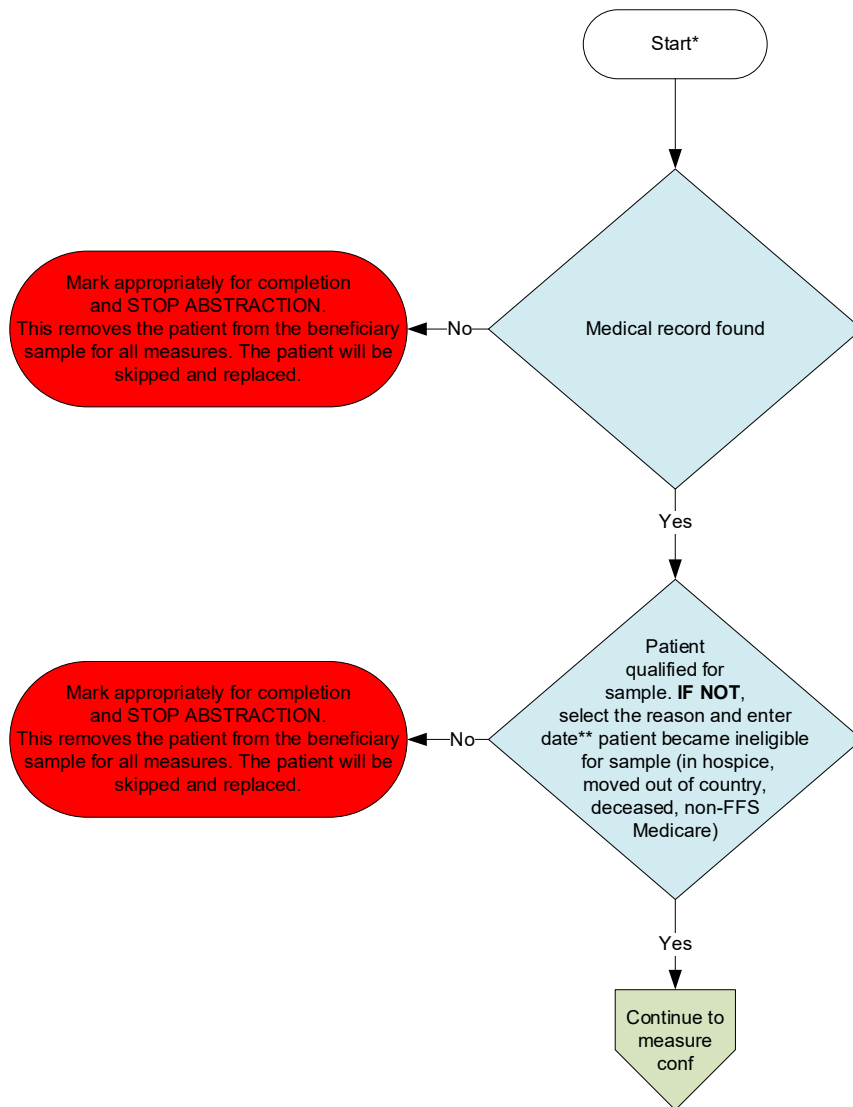 Start*
Medical record found
No
Mark appropriately for completion
and STOP ABSTRACTION.
This removes the patient from the beneficiary
sample for all measures. The patient will be
skipped and replaced.
Yes
Patient
qualified for
sample. IF NOT,
select the reason and enter
date** patient became ineligible
for sample (in hospice,
moved out of country,
deceased, non-FFS
Medicare)
No
Mark appropriately for completion
and STOP ABSTRACTION.
This removes the patient from the beneficiary
sample for all measures. The patient will be
skipped and replaced.
Yes
Continue to
measure
conf